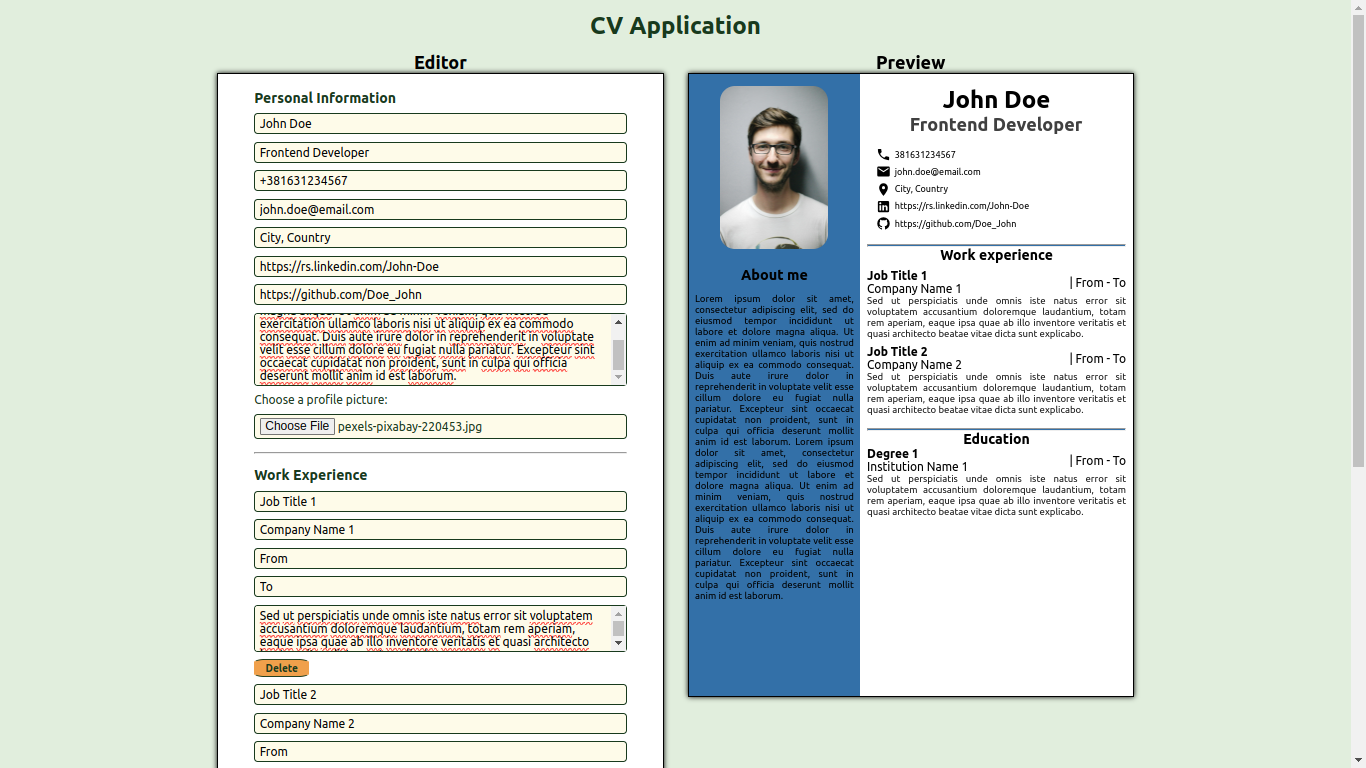 CV Application
Editor
Personal Information
John Doe
Frontend Developer
+381631234567
john.doe@email.com
City, Country
https://rs.linkedin.com/John-Doe
https://github.com/Doe_John
exercitation ullamco laboris nisi ut aliquip ex ea commodo
consequat. Duis aute irure dolor in reprehenderit in voluptate
velit esse cillum dolore eu fugiat nulla pariatur. Excepteur sint
occaecat cupidatat non proident, sunt in culpa qui officia
deserunt mollit anim id est laborum.
Choose a profile picture:
Choose File pexels-pixabay-220453.jpg
Work Experience
Job Title 1
Company Name 1
From
To
Sed ut perspiciatis unde omnis iste natus error sit voluptatem
accusantium doloremque laudantium, totam rem aperiam,
eaque ipsa quae ab illo inventore veritatis et quasi architecto
Delete
Job Title 2
Company Name 2
From
Preview
About me
Lorem ipsum dolor sit amet,
consectetur adipiscing elit, sed do
eiusmod tempor incididunt ut
labore et dolore magna aliqua. Ut
enim ad minim veniam, quis nostrud
exercitation ullamco laboris nisi ut
aliquip ex ea commodo consequat.
Duis aute irure dolor in
reprehenderit in voluptate velit esse
cillum dolore eu fugiat nulla
pariatur. Excepteur sint occaecat
cupidatat non proident, sunt in
culpa qui officia deserunt mollit
anim id est laborum. Lorem ipsum
dolor sit amet, consectetur
adipiscing elit, sed do eiusmod
tempor incididunt ut labore et
dolore magna aliqua. Ut enim ad
minim veniam, quis nostrud
exercitation ullamco laboris nisi ut
aliquip ex ea commodo consequat.
Duis aute irure dolor in
reprehenderit in voluptate velit esse
cillum dolore eu fugiat nulla
pariatur. Excepteur sint occaecat
cupidatat non proident, sunt in
culpa qui officia deserunt mollit
anim id est laborum.
John Doe
Frontend Developer
381631234567
john.doe@email.com
City, Country
https://rs.linkedin.com/John-Doe
https://github.com/Doe_John
Work experience
Job Title 1
Company Name 1
| From - To
Sed ut perspiciatis unde omnis iste natus error sit
voluptatem accusantium doloremque laudantium, totam
rem aperiam, eaque ipsa quae ab illo inventore veritatis et
quasi architecto beatae vitae dicta sunt explicabo.
Job Title 2
Company Name 2
| From - To
Sed ut perspiciatis unde omnis iste natus error sit
voluptatem accusantium doloremque laudantium, totam
rem aperiam, eaque ipsa quae ab illo inventore veritatis et
quasi architecto beatae vitae dicta sunt explicabo.
Education
Degree 1
Institution Name 1
| From - To
Sed ut perspiciatis unde omnis iste natus error sit
voluptatem accusantium doloremque laudantium, totam
rem aperiam, eaque ipsa quae ab illo inventore veritatis et
quasi architecto beatae vitae dicta sunt explicabo.